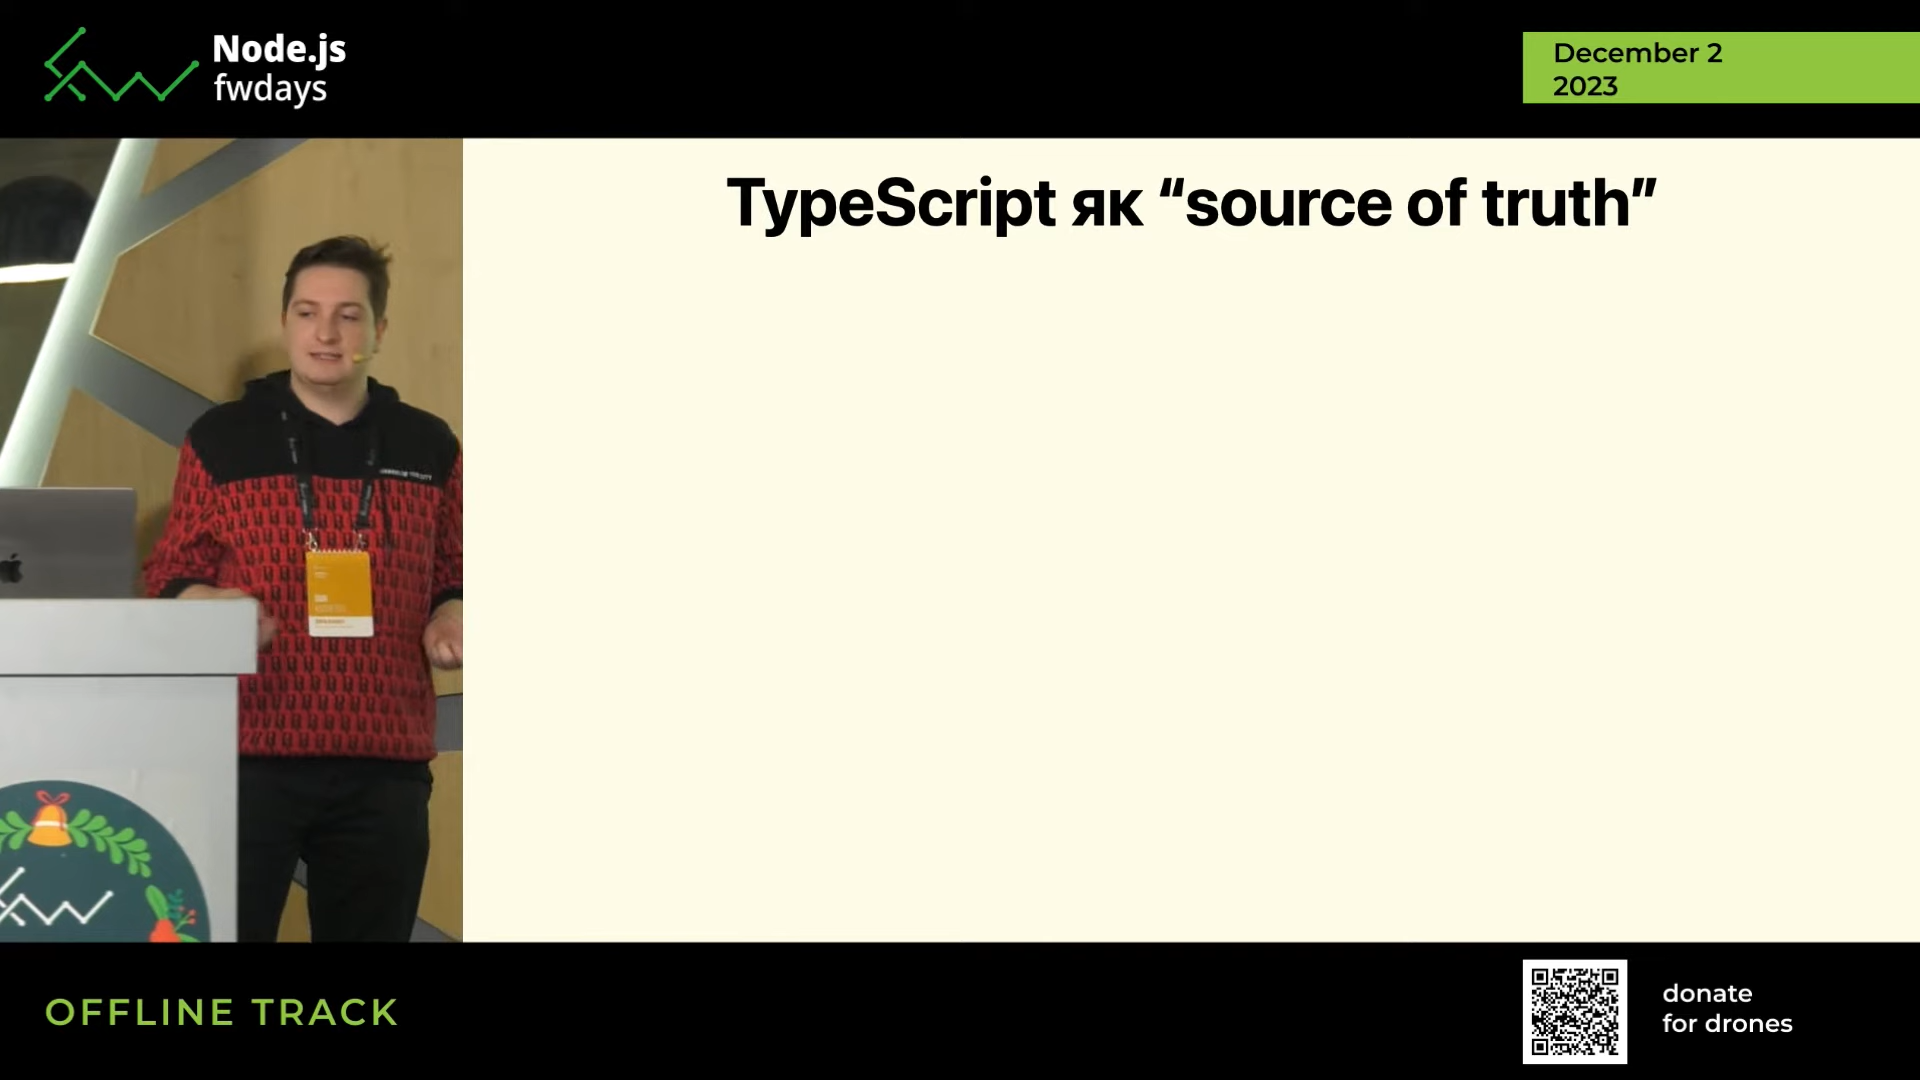 Node.js
fwdays
December 2
2023
TypeScript як “source of truth”
OFFLINE TRACK
donate
for drones